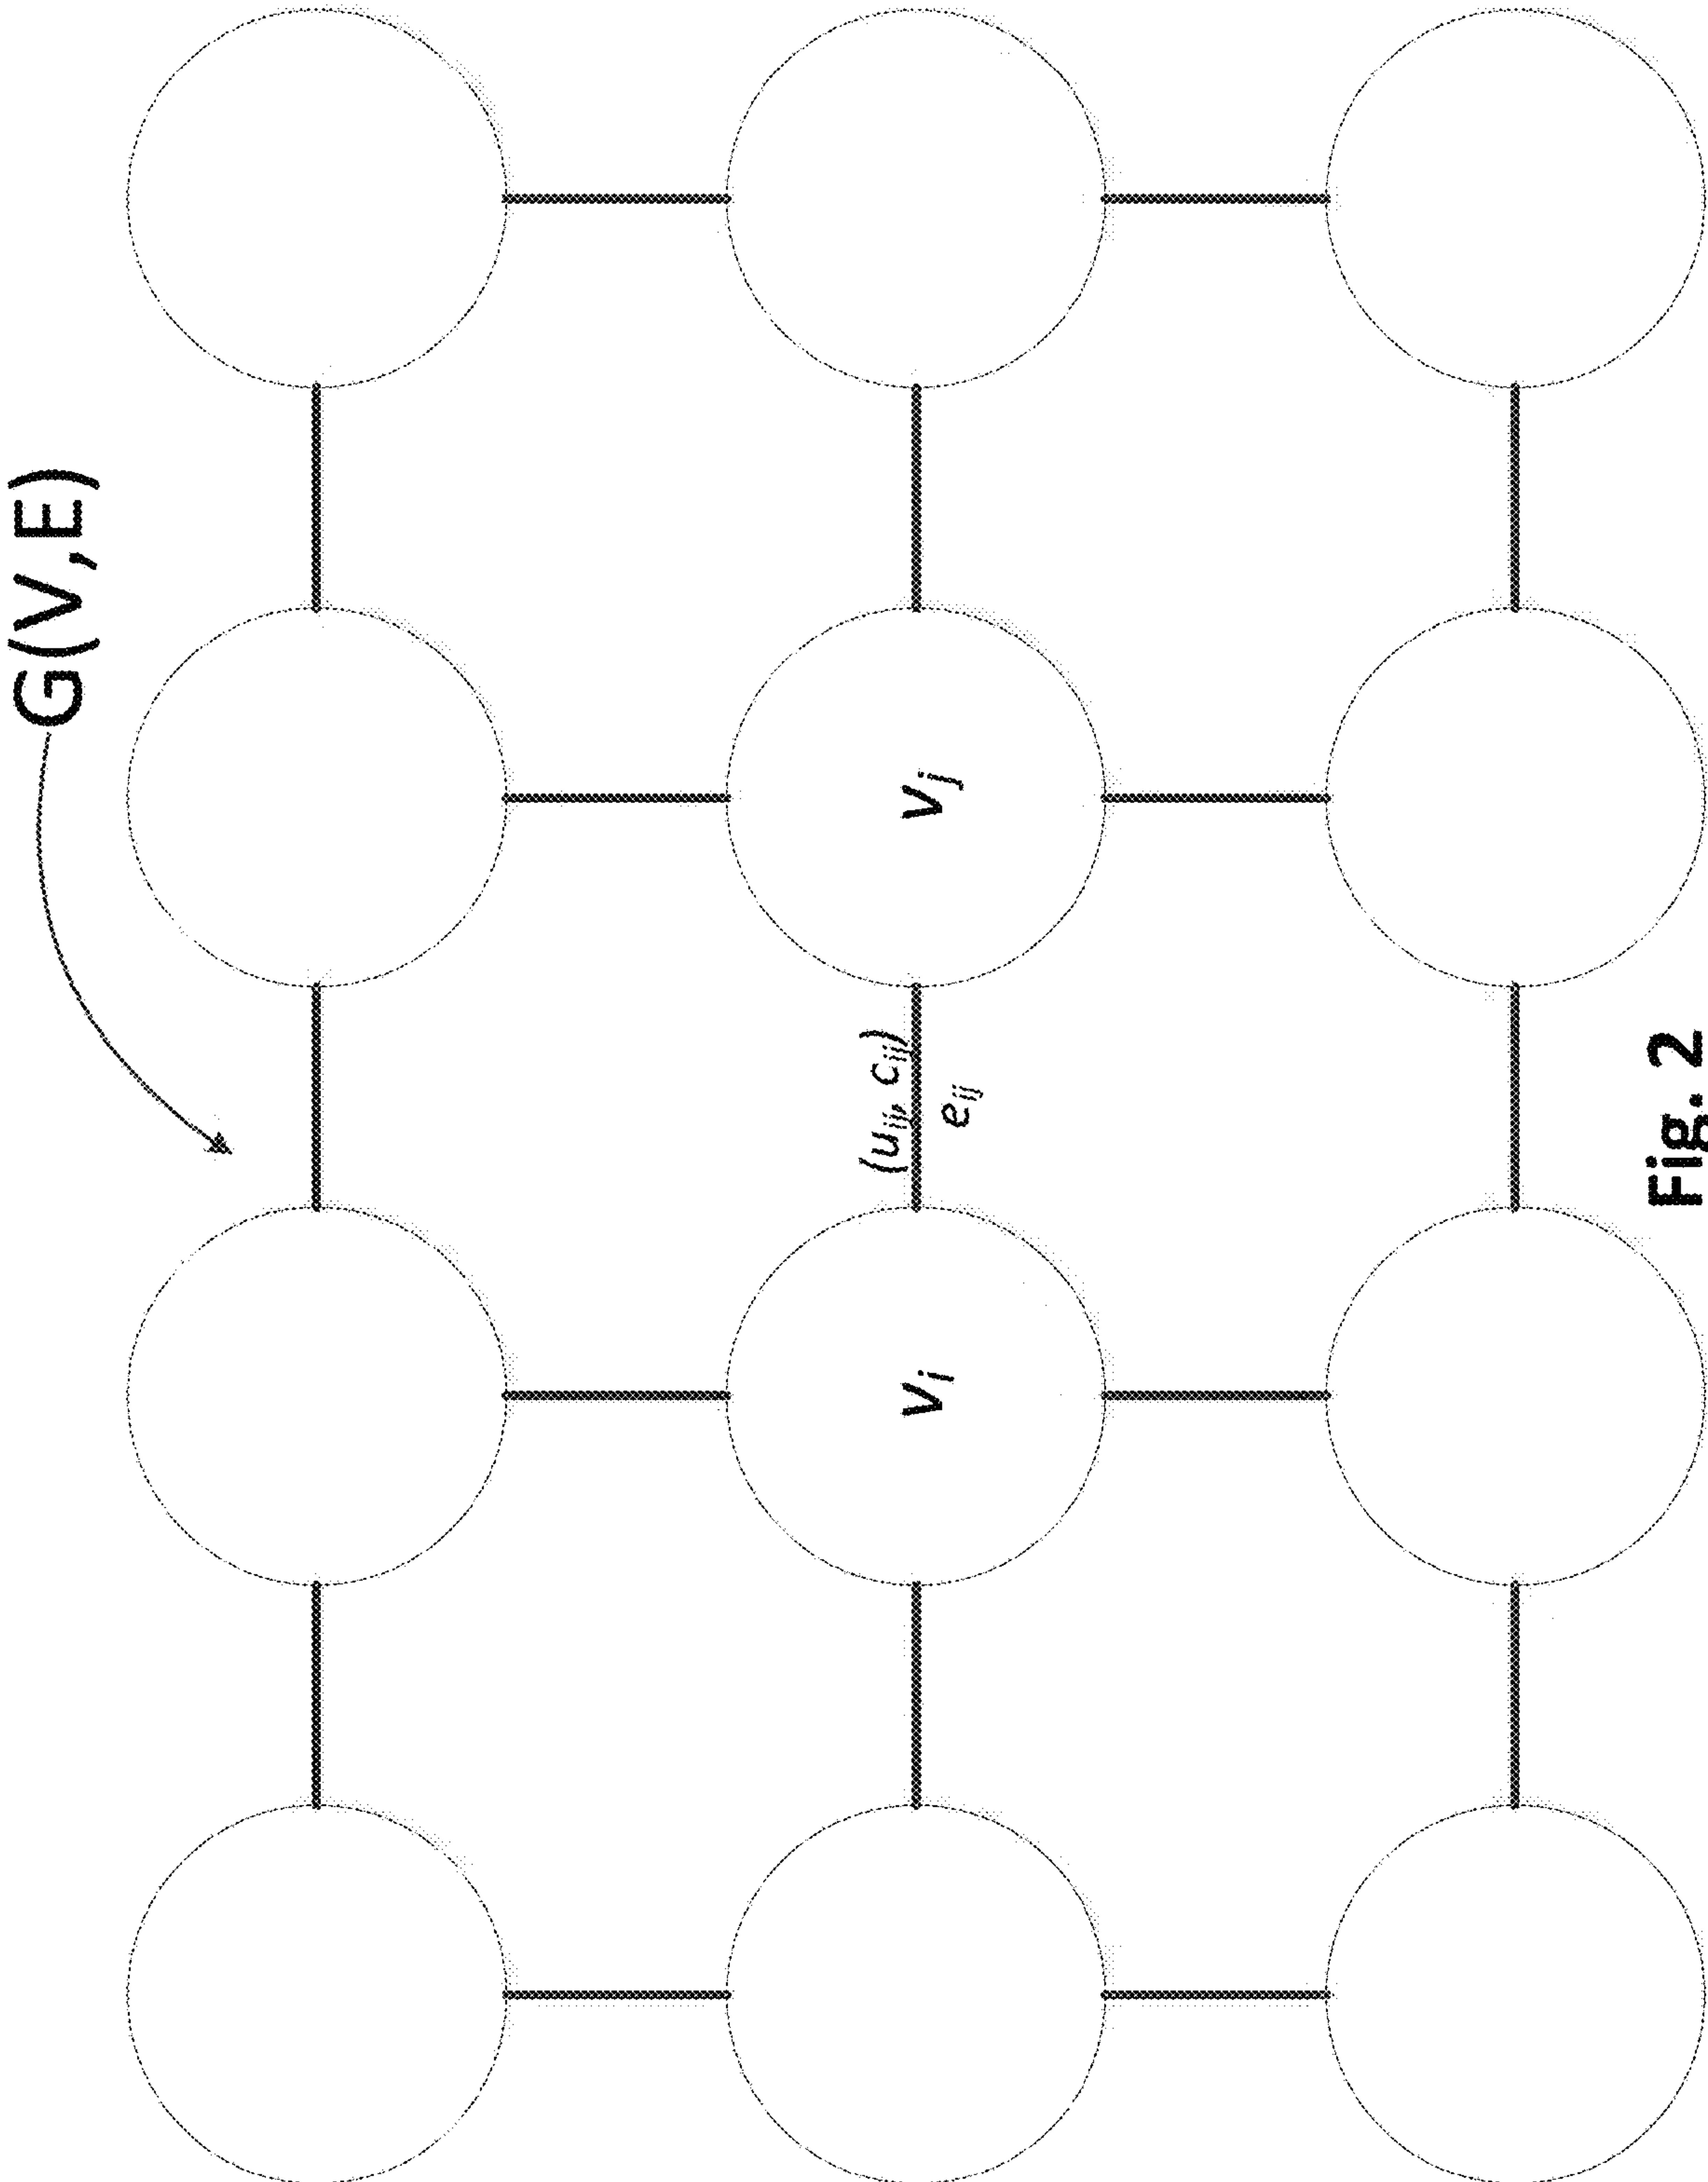 G(V,E)
v_i
(u_ij, c_ij)
e_ij
v_j
Fig. 2